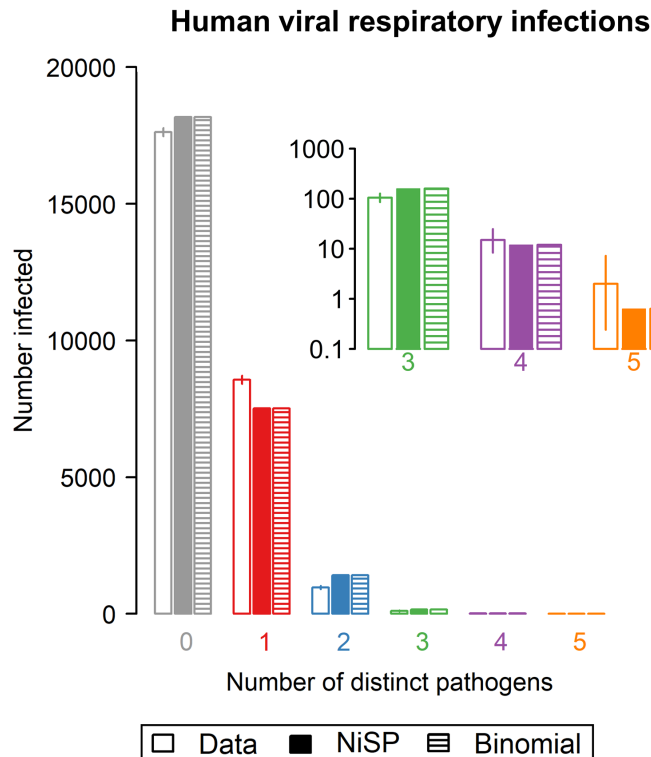 Human viral respiratory infections
20000
15000
10000
5000
0
Number infected
1000
100
10
1
0.1
3 4 5
0 1 2 3 4 5
Number of distinct pathogens
Data NiSP Binomial